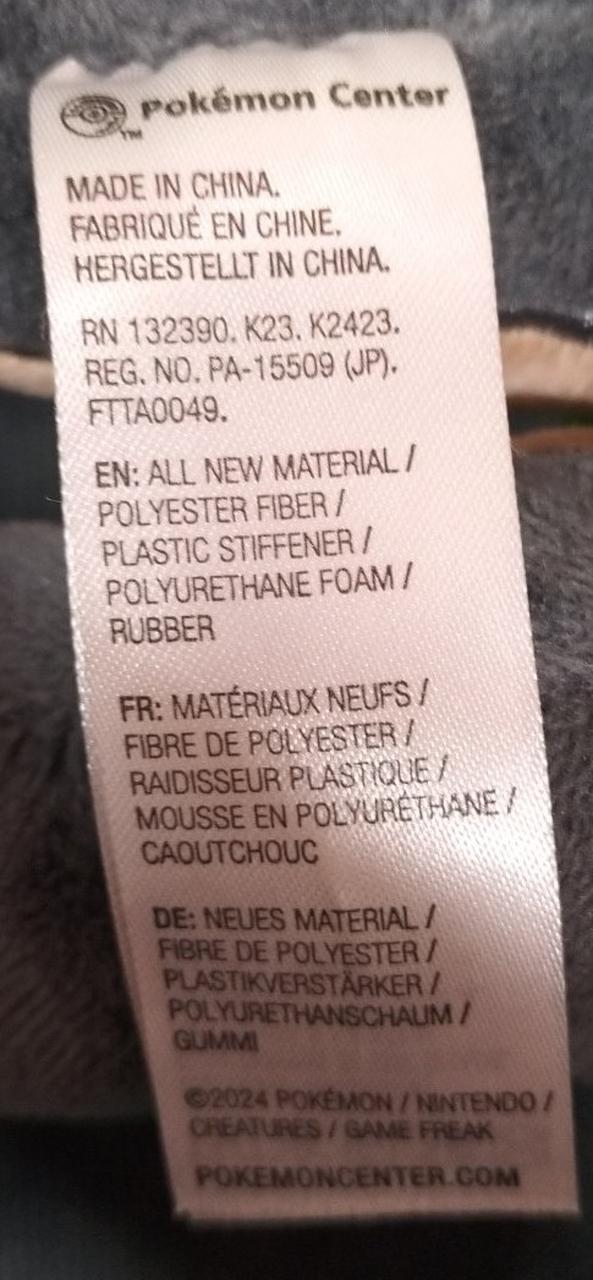 Pokémon Center
TM
MADE IN CHINA.
FABRIQUÉ EN CHINE.
HERGESTELLT IN CHINA.
RN 132390. K23. K2423.
REG. NO. PA-15509 (JP).
FTTA0049.
EN: ALL NEW MATERIAL /
POLYESTER FIBER /
PLASTIC STIFFENER /
POLYURETHANE FOAM /
RUBBER
FR: MATÉRIAUX NEUFS /
FIBRE DE POLYESTER /
RAIDISSEUR PLASTIQUE /
MOUSSE EN POLYURÉTHANE /
CAOUTCHOUC
DE: NEUES MATERIAL /
FIBRE DE POLYESTER /
PLASTIKVERSTÄRKER /
POLYURETHANSCHAUM /
GUMMI
©2024 POKÉMON / NINTENDO /
CREATURES / GAME FREAK
POKEMONCENTER.COM